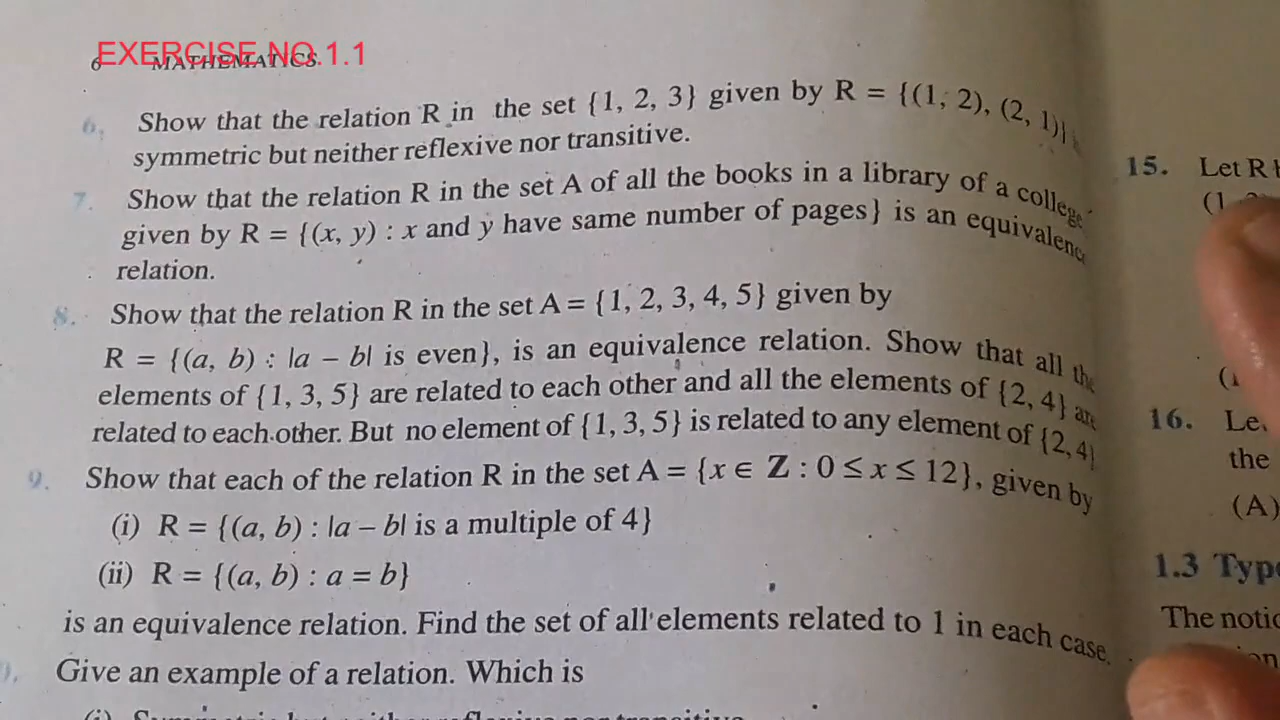 EXERCISE NO.1.1
6 MATHEMATICS
6. Show that the relation R in the set {1, 2, 3} given by R = {(1, 2), (2, 1)}
symmetric but neither reflexive nor transitive.
7. Show that the relation R in the set A of all the books in a library of a college
given by R = {(x, y) : x and y have same number of pages} is an equivalence
relation.
8. Show that the relation R in the set A = {1, 2, 3, 4, 5} given by
R = {(a, b) : |a – b| is even}, is an equivalence relation. Show that all the
elements of {1, 3, 5} are related to each other and all the elements of {2, 4} are
related to each other. But no element of {1, 3, 5} is related to any element of {2, 4}
9. Show that each of the relation R in the set A = {x ∈ Z : 0 ≤ x ≤ 12}, given by
(i) R = {(a, b) : |a – b| is a multiple of 4}
(ii) R = {(a, b) : a = b}
is an equivalence relation. Find the set of all elements related to 1 in each case.
Give an example of a relation. Which is
(i) Symmetric but neither reflexive nor transitive.
15. Let R
16.
the
(A)
1.3
The